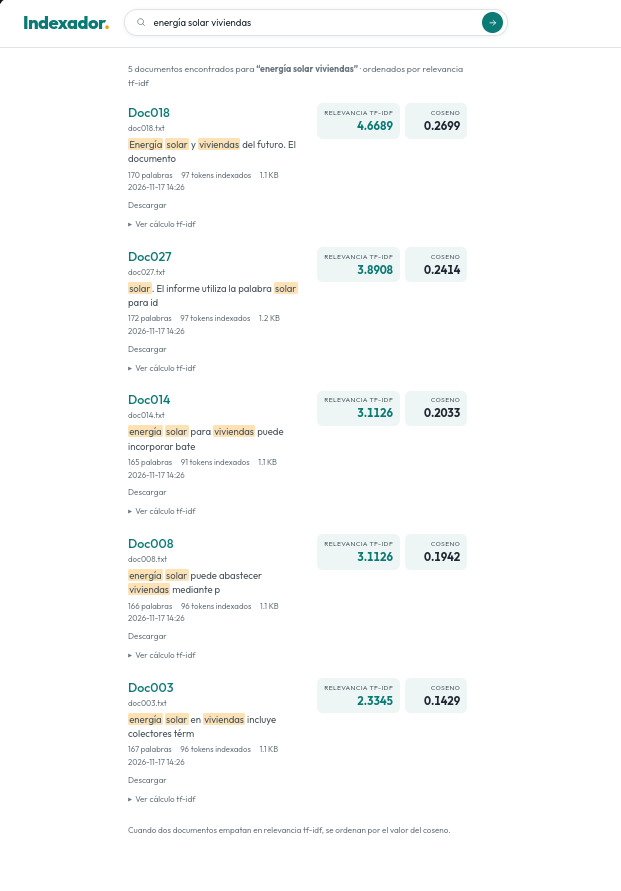 Indexador.
energía solar viviendas
5 documentos encontrados para “energía solar viviendas” · ordenados por relevancia
tf-idf
Doc018
doc018.txt
Energía solar y viviendas del futuro. El
documento
170 palabras 97 tokens indexados 1.1 KB
2026-11-17 14:26
Descargar
▸ Ver cálculo tf-idf
RELEVANCIA TF-IDF
4.6689
COSENO
0.2699
Doc027
doc027.txt
solar. El informe utiliza la palabra solar
para id
172 palabras 97 tokens indexados 1.2 KB
2026-11-17 14:26
Descargar
▸ Ver cálculo tf-idf
RELEVANCIA TF-IDF
3.8908
COSENO
0.2414
Doc014
doc014.txt
energía solar para viviendas puede
incorporar bate
165 palabras 91 tokens indexados 1.1 KB
2026-11-17 14:26
Descargar
▸ Ver cálculo tf-idf
RELEVANCIA TF-IDF
3.1126
COSENO
0.2033
Doc008
doc008.txt
energía solar puede abastecer
viviendas mediante p
166 palabras 96 tokens indexados 1.1 KB
2026-11-17 14:26
Descargar
▸ Ver cálculo tf-idf
RELEVANCIA TF-IDF
3.1126
COSENO
0.1942
Doc003
doc003.txt
energía solar en viviendas incluye
colectores térm
167 palabras 96 tokens indexados 1.1 KB
2026-11-17 14:26
Descargar
▸ Ver cálculo tf-idf
RELEVANCIA TF-IDF
2.3345
COSENO
0.1429
Cuando dos documentos empatan en relevancia tf-idf, se ordenan por el valor del coseno.